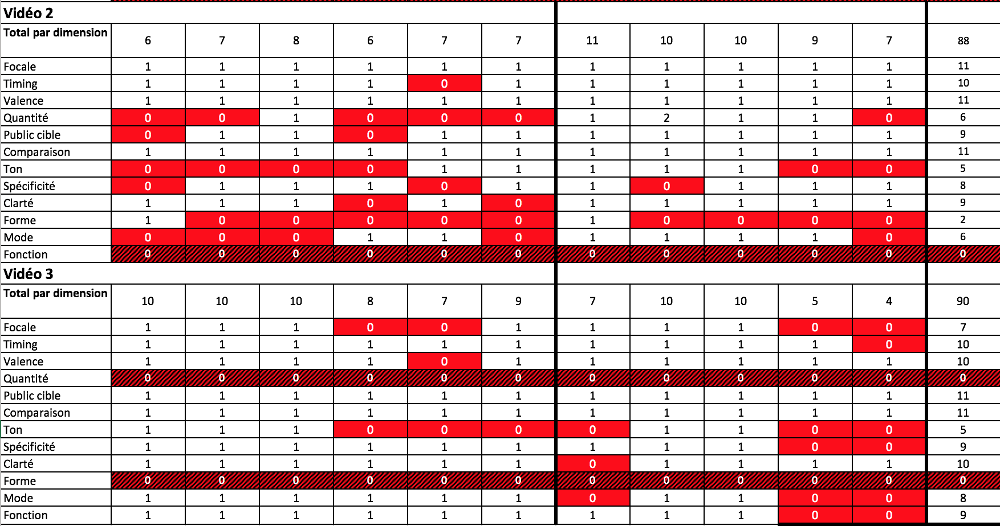 Vidéo 2
Total par dimension 6 7 8 6 7 7 11 10 10 9 7 88
Focale 1 1 1 1 1 1 1 1 1 1 1 11
Timing 1 1 1 1 0 1 1 1 1 1 1 10
Valence 1 1 1 1 1 1 1 1 1 1 1 11
Quantité 0 0 1 0 0 0 1 2 1 1 0 6
Public cible 0 1 1 0 1 1 1 1 1 1 1 9
Comparaison 1 1 1 1 1 1 1 1 1 1 1 11
Ton 0 0 0 0 1 1 1 1 1 0 0 5
Spécificité 0 1 1 1 0 1 1 0 1 1 1 8
Clarté 1 1 1 0 1 0 1 1 1 1 1 9
Forme 1 0 0 0 0 0 1 0 0 0 0 2
Mode 0 0 0 1 1 0 1 1 1 1 0 6
Fonction 0 0 0 0 0 0 0 0 0 0 0 0
Vidéo 3
Total par dimension 10 10 10 8 7 9 7 10 10 5 4 90
Focale 1 1 1 0 0 1 1 1 1 0 0 7
Timing 1 1 1 1 1 1 1 1 1 1 0 10
Valence 1 1 1 1 0 1 1 1 1 1 1 10
Quantité 0 0 0 0 0 0 0 0 0 0 0 0
Public cible 1 1 1 1 1 1 1 1 1 1 1 11
Comparaison 1 1 1 1 1 1 1 1 1 1 1 11
Ton 1 1 1 0 0 0 0 1 1 0 0 5
Spécificité 1 1 1 1 1 1 1 1 1 0 0 9
Clarté 1 1 1 1 1 1 0 1 1 1 1 10
Forme 0 0 0 0 0 0 0 0 0 0 0 0
Mode 1 1 1 1 1 1 0 1 1 0 0 8
Fonction 1 1 1 1 1 1 1 1 1 0 0 9